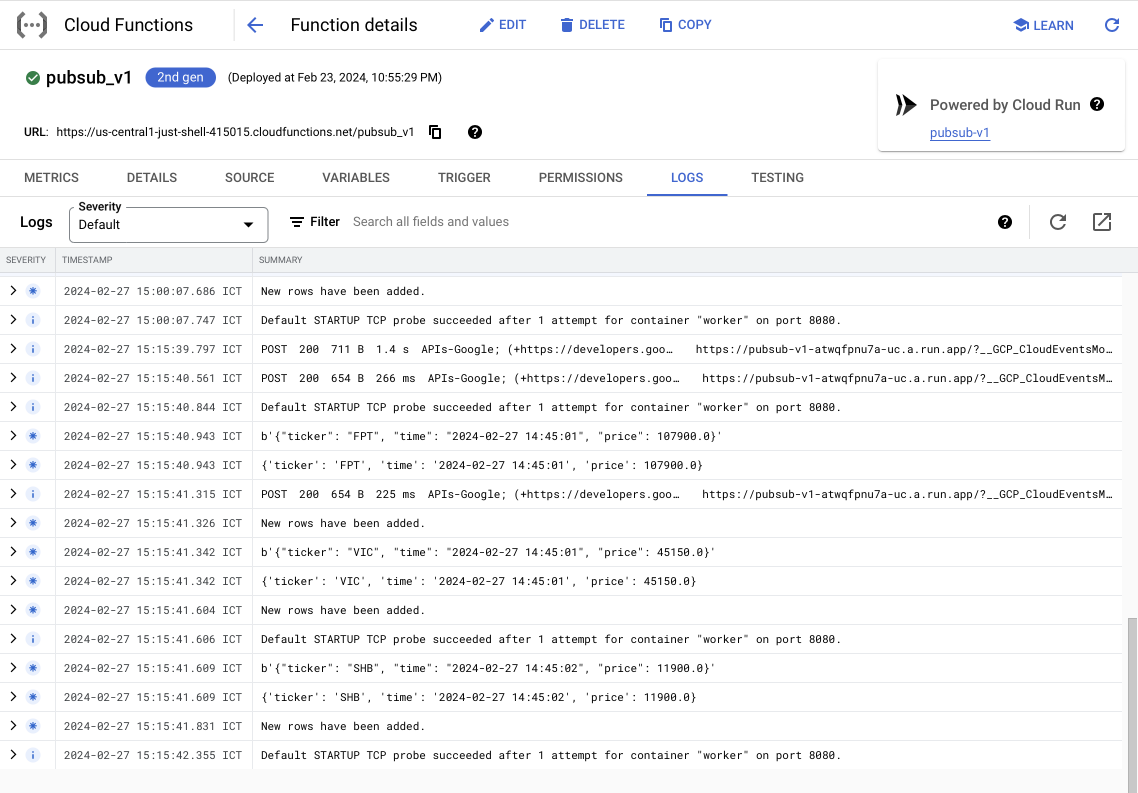 Cloud Functions
Function details
EDIT
DELETE
COPY
LEARN
pubsub_v1
2nd gen
(Deployed at Feb 23, 2024, 10:55:29 PM)
Powered by Cloud Run
pubsub-v1
URL: https://us-central1-just-shell-415015.cloudfunctions.net/pubsub_v1
METRICS DETAILS SOURCE VARIABLES TRIGGER PERMISSIONS LOGS TESTING
Logs
Severity
Default
Filter Search all fields and values
SEVERITY TIMESTAMP SUMMARY
2024-02-27 15:00:07.686 ICT New rows have been added.
2024-02-27 15:00:07.747 ICT Default STARTUP TCP probe succeeded after 1 attempt for container "worker" on port 8080.
2024-02-27 15:15:39.797 ICT POST 200 711 B 1.4 s APIs-Google; (+https://developers.goo… https://pubsub-v1-atwqfpnu7a-uc.a.run.app/?__GCP_CloudEventsMo…
2024-02-27 15:15:40.561 ICT POST 200 654 B 266 ms APIs-Google; (+https://developers.goo… https://pubsub-v1-atwqfpnu7a-uc.a.run.app/?__GCP_CloudEventsM…
2024-02-27 15:15:40.844 ICT Default STARTUP TCP probe succeeded after 1 attempt for container "worker" on port 8080.
2024-02-27 15:15:40.943 ICT b'{"ticker": "FPT", "time": "2024-02-27 14:45:01", "price": 107900.0}'
2024-02-27 15:15:40.943 ICT {'ticker': 'FPT', 'time': '2024-02-27 14:45:01', 'price': 107900.0}
2024-02-27 15:15:41.315 ICT POST 200 654 B 225 ms APIs-Google; (+https://developers.goo… https://pubsub-v1-atwqfpnu7a-uc.a.run.app/?__GCP_CloudEventsM…
2024-02-27 15:15:41.326 ICT New rows have been added.
2024-02-27 15:15:41.342 ICT b'{"ticker": "VIC", "time": "2024-02-27 14:45:01", "price": 45150.0}'
2024-02-27 15:15:41.342 ICT {'ticker': 'VIC', 'time': '2024-02-27 14:45:01', 'price': 45150.0}
2024-02-27 15:15:41.604 ICT New rows have been added.
2024-02-27 15:15:41.606 ICT Default STARTUP TCP probe succeeded after 1 attempt for container "worker" on port 8080.
2024-02-27 15:15:41.609 ICT b'{"ticker": "SHB", "time": "2024-02-27 14:45:02", "price": 11900.0}'
2024-02-27 15:15:41.609 ICT {'ticker': 'SHB', 'time': '2024-02-27 14:45:02', 'price': 11900.0}
2024-02-27 15:15:41.831 ICT New rows have been added.
2024-02-27 15:15:42.355 ICT Default STARTUP TCP probe succeeded after 1 attempt for container "worker" on port 8080.